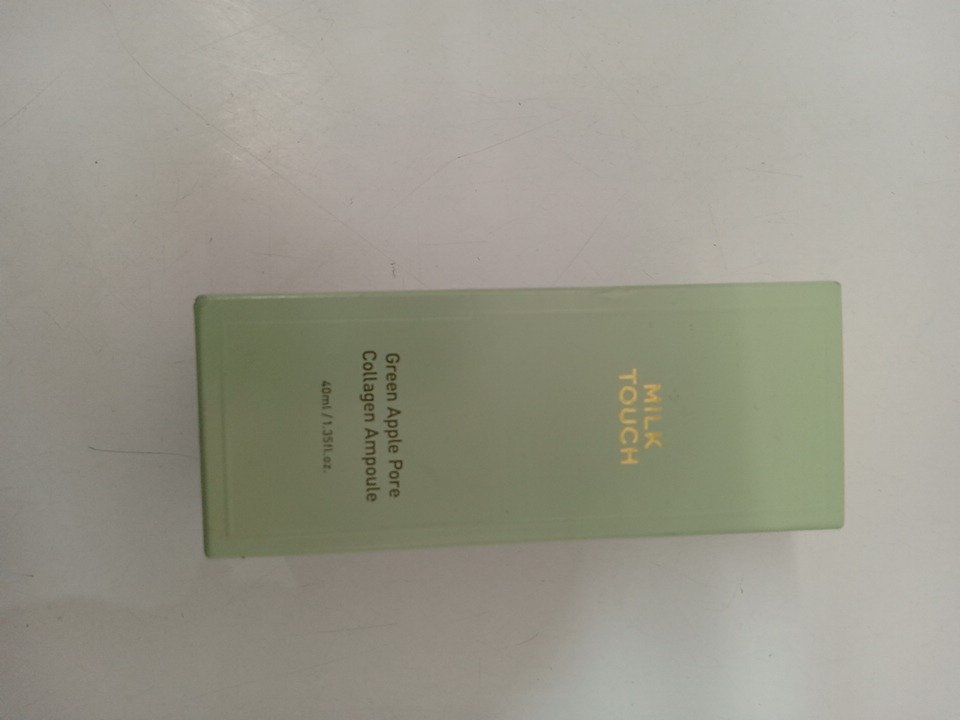 MiLK
TOUCH
Green Apple Pore
Collagen Ampoule
40ml / 1.35fl.oz.